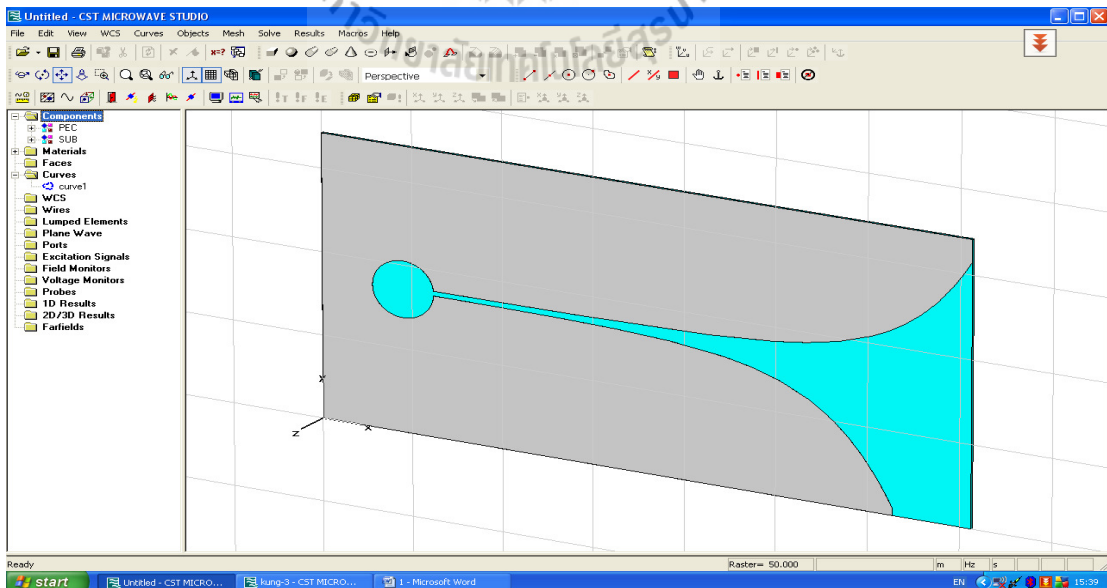 Untitled - CST MICROWAVE STUDIO
File Edit View WCS Curves Objects Mesh Solve Results Macros Help
Perspective
Components
PEC
SUB
Materials
Faces
Curves
curve1
WCS
Wires
Lumped Elements
Plane Wave
Ports
Excitation Signals
Field Monitors
Voltage Monitors
Probes
1D Results
2D/3D Results
Farfields
x
z
Ready
Raster= 50.000
m Hz s
start
Untitled - CST MICRO...
kung-3 - CST MICRO...
1 - Microsoft Word
EN
15:39